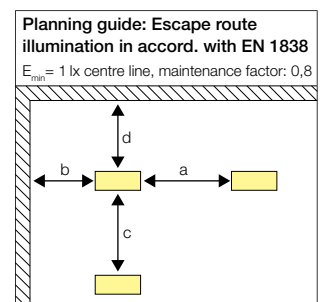 Planning guide: Escape route
illumination in accord. with EN 1838
Emin= 1 lx centre line, maintenance factor: 0,8
d
b
a
c